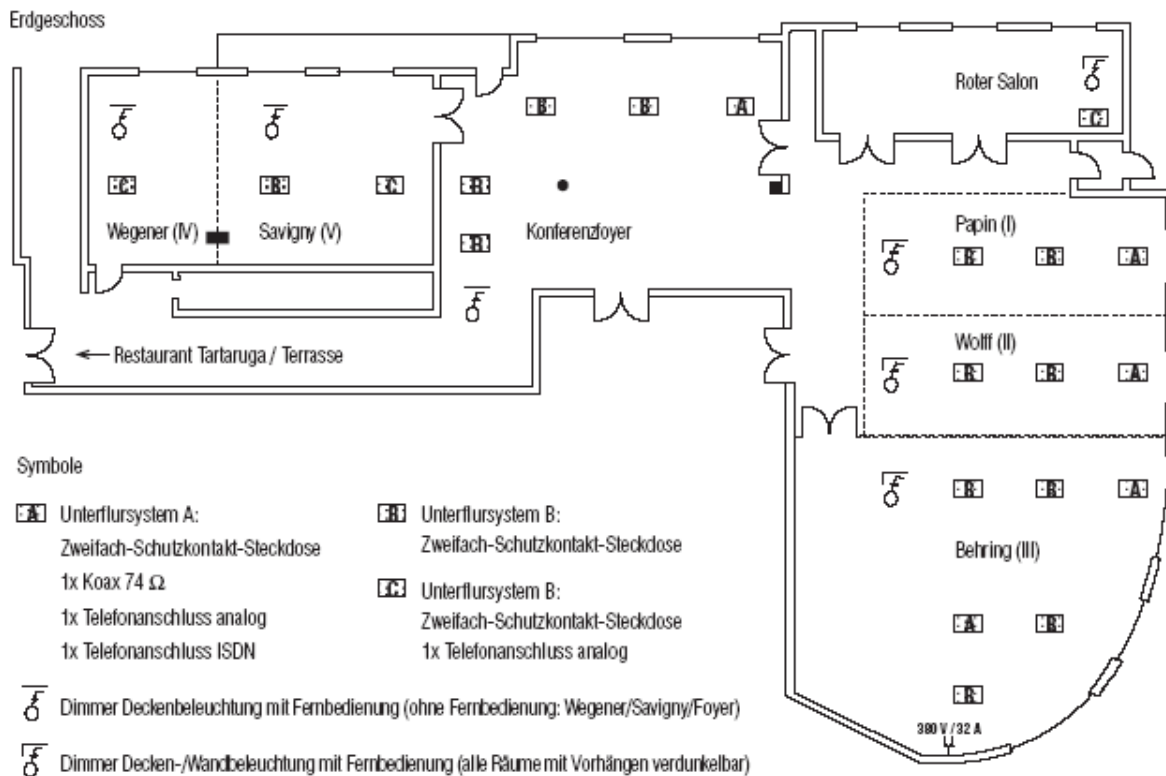 Erdgeschoss
Roter Salon
C
B
B
A
C
B
C
B
Wegener (IV)
Savigny (V)
Konferenzfoyer
Papin (I)
B
B
B
A
Restaurant Tartaruga / Terrasse
Wolff (II)
B
B
A
Symbole
B
B
A
A Unterflursystem A:
Zweifach-Schutzkontakt-Steckdose
1x Koax 74 Ω
1x Telefonanschluss analog
1x Telefonanschluss ISDN
B Unterflursystem B:
Zweifach-Schutzkontakt-Steckdose
C Unterflursystem B:
Zweifach-Schutzkontakt-Steckdose
1x Telefonanschluss analog
Behring (III)
A
B
B
380 V / 32 A
Dimmer Deckenbeleuchtung mit Fernbedienung (ohne Fernbedienung: Wegener/Savigny/Foyer)
Dimmer Decken-/Wandbeleuchtung mit Fernbedienung (alle Räume mit Vorhängen verdunkelbar)